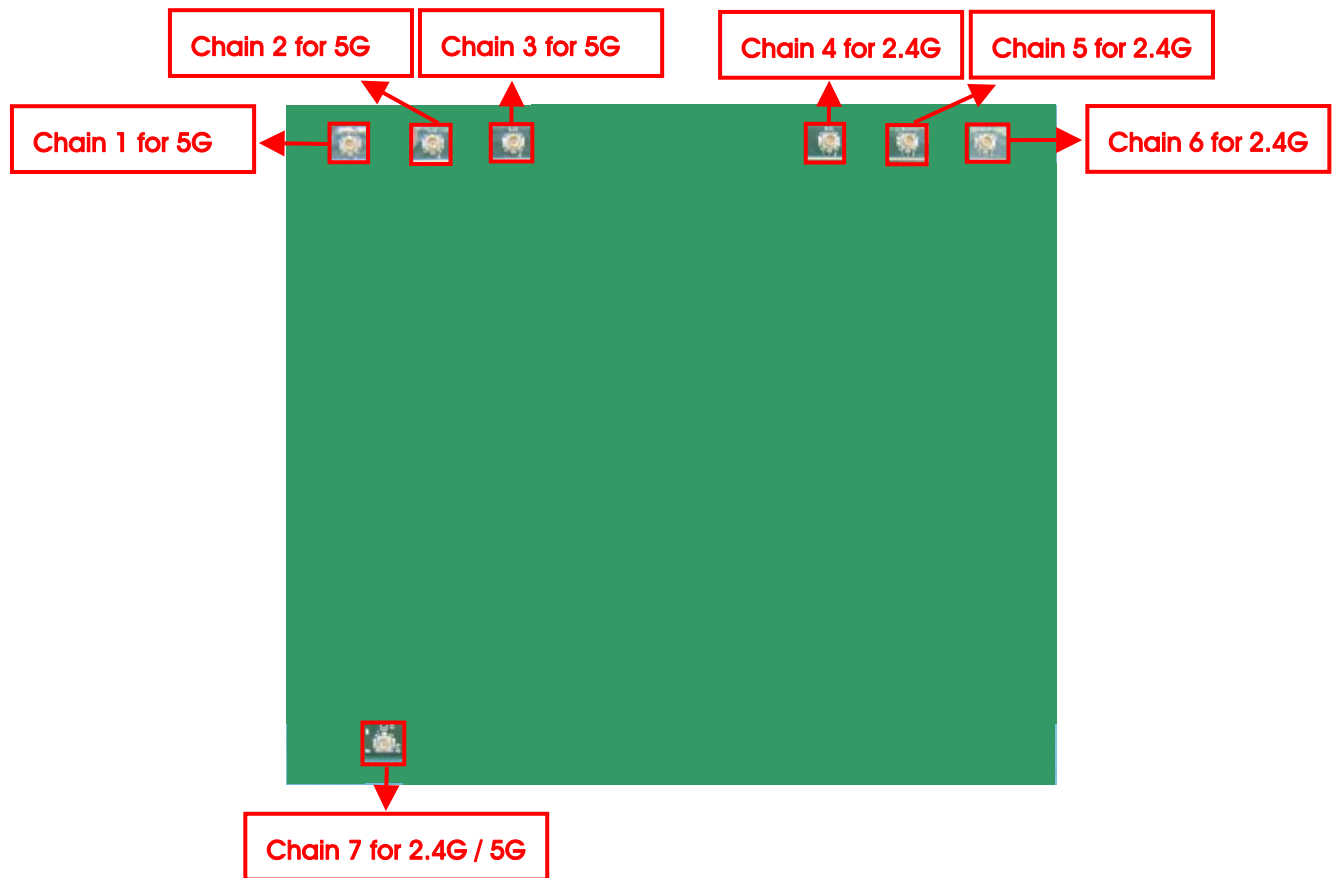 Chain 2 for 5G
Chain 3 for 5G
Chain 4 for 2.4G
Chain 5 for 2.4G
Chain 1 for 5G
Chain 6 for 2.4G
Chain 7 for 2.4G / 5G